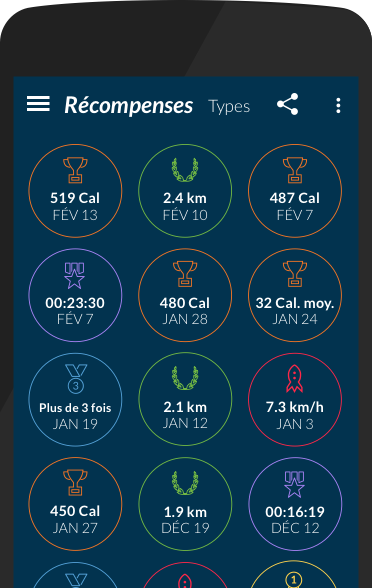 Récompenses Types
519 Cal
FÉV 13
2.4 km
FÉV 10
487 Cal
FÉV 7
00:23:30
FÉV 7
480 Cal
JAN 28
32 Cal. moy.
JAN 24
3
Plus de 3 fois
JAN 19
2.1 km
JAN 12
7.3 km/h
JAN 3
450 Cal
JAN 27
1.9 km
DÉC 19
00:16:19
DÉC 12
1